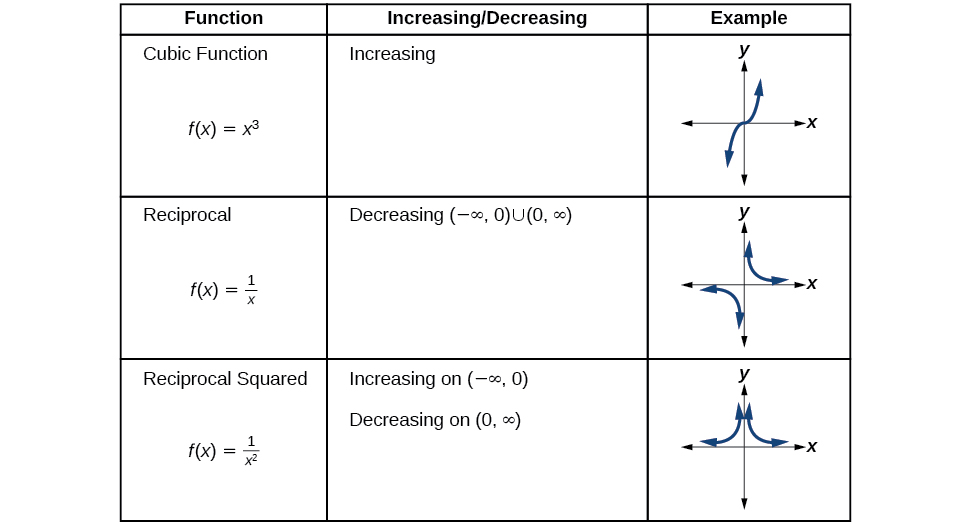 Function Increasing/Decreasing Example
Cubic Function Increasing y
f(x) = x³ x
Reciprocal Decreasing (−∞, 0)∪(0, ∞) y
f(x) = 1/x x
Reciprocal Squared Increasing on (−∞, 0) y
Decreasing on (0, ∞)
f(x) = 1/x² x